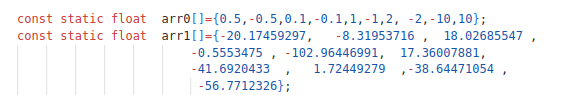 const static float  arr0[]={0.5,-0.5,0.1,-0.1,1,-1,2, -2,-10,10};
const static float  arr1[]={-20.17459297,   -8.31953716 ,  18.02685547 ,
-0.5553475 , -102.96446991,  17.36007881,
-41.6920433  ,   1.72449279  ,-38.64471054 ,
-56.7712326};